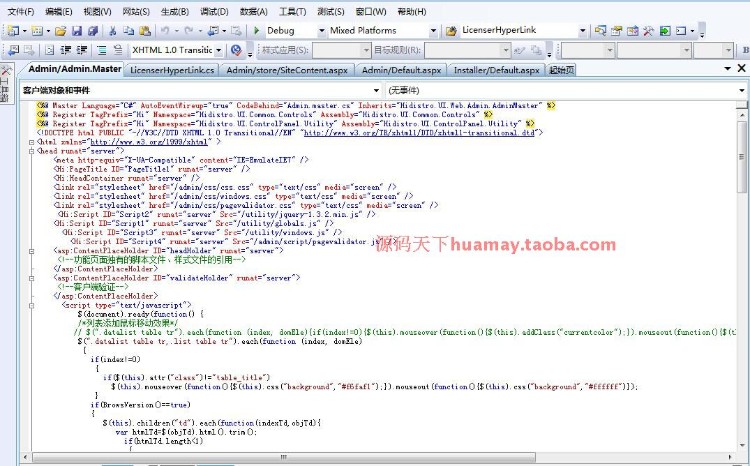 文件(F) 编辑(E) 视图(V) 网站(S) 生成(B) 调试(D) 数据(A) 工具(T) 测试(S) 窗口(W) 帮助(H)
Debug Mixed Platforms LicenserHyperLink
XHTML 1.0 Transitic 样式应用: 目标规则:
Admin/Admin.Master LicenserHyperLink.cs Admin/store/SiteContent.aspx Admin/Default.aspx Installer/Default.aspx 起始页
工具箱
客户端对象和事件 (无事件)
<%@ Master Language="C#" AutoEventWireup="true" CodeBehind="Admin.master.cs" Inherits="Hidistro.UI.Web.Admin.AdminMaster" %>
<%@ Register TagPrefix="Hi" Namespace="Hidistro.UI.Common.Controls" Assembly="Hidistro.UI.Common.Controls" %>
<%@ Register TagPrefix="Hi" Namespace="Hidistro.UI.ControlPanel.Utility" Assembly="Hidistro.UI.ControlPanel.Utility" %>
<!DOCTYPE html PUBLIC "-//W3C//DTD XHTML 1.0 Transitional//EN" "http://www.w3.org/TR/xhtml1/DTD/xhtml1-transitional.dtd">
<html xmlns="http://www.w3.org/1999/xhtml" >
<head runat="server">
<meta http-equiv="X-UA-Compatible" content="IE=EmulateIE7" />
<Hi:PageTitle ID="PageTitle1" runat="server" />
<Hi:HeadContainer runat="server" />
<link rel="stylesheet" href="/admin/css/css.css" type="text/css" media="screen" />
<link rel="stylesheet" href="/admin/css/windows.css" type="text/css" media="screen" />
<link rel="stylesheet" href="/admin/css/pagevalidator.css" type="text/css" media="screen" />
<Hi:Script ID="Script2" runat="server" Src="/utility/jquery-1.3.2.min.js" />
<Hi:Script ID="Script1" runat="server" Src="/utility/globals.js" />
<Hi:Script ID="Script3" runat="server" Src="/utility/windows.js" />
<Hi:Script ID="Script4" runat="server" Src="/admin/script/pagevalidator.js" />
源码天下huamay.taoba.com
<asp:ContentPlaceHolder ID="headHolder" runat="server">
<!--功能页面独有的脚本文件、样式文件的引用-->
</asp:ContentPlaceHolder>
<asp:ContentPlaceHolder ID="validateHolder" runat="server">
<!--客户端验证-->
</asp:ContentPlaceHolder>
<script type="text/javascript">
$(document).ready(function() {
/*列表添加鼠标移动效果*/
// $(".datalist table tr").each(function (index, domEle){if(index!=0){$(this).mouseover(function(){$(this).addClass("currentcolor");}).mouseout(function(){$(t
$(".datalist table tr,.list table tr").each(function (index, domEle)
{
if(index!=0)
{
if($(this).attr("class")!="table_title")
$(this).mouseover(function(){$(this).css("background","#f6faf1");}).mouseout(function(){$(this).css("background","#ffffff")});
}
if(BrowsVersion()==true)
{
$(this).children("td").each(function(indexTd,objTd){
var htmlTd=$(objTd).html().trim();
if(htmlTd.length<1)
{